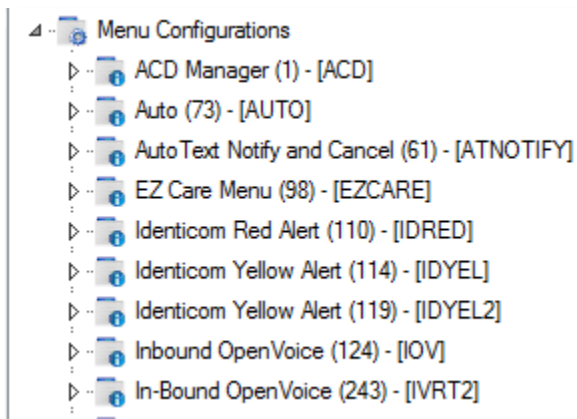 Menu Configurations
ACD Manager (1) - [ACD]
Auto (73) - [AUTO]
AutoText Notify and Cancel (61) - [ATNOTIFY]
EZ Care Menu (98) - [EZCARE]
Identicom Red Alert (110) - [IDRED]
Identicom Yellow Alert (114) - [IDYEL]
Identicom Yellow Alert (119) - [IDYEL2]
Inbound OpenVoice (124) - [IOV]
In-Bound OpenVoice (243) - [IVRT2]